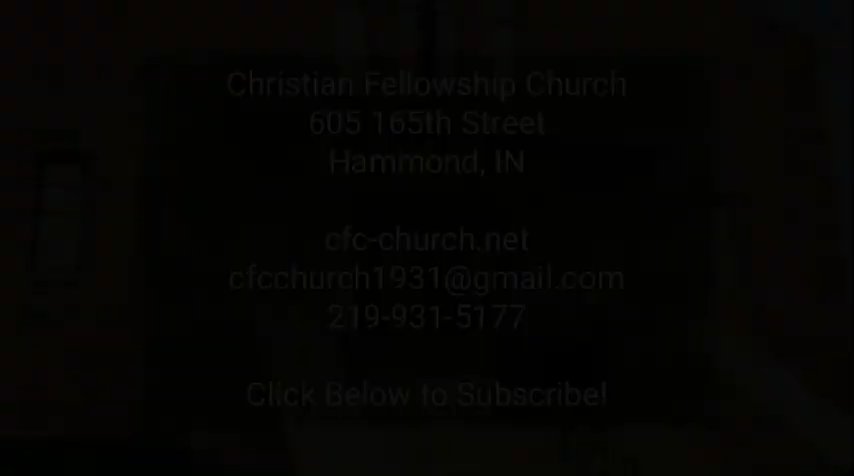 Christian Fellowship Church
605 165th Street
Hammond, IN
cfc-church.net
cfcchurch1931@gmail.com
219-931-5177
Click Below to Subscribe!